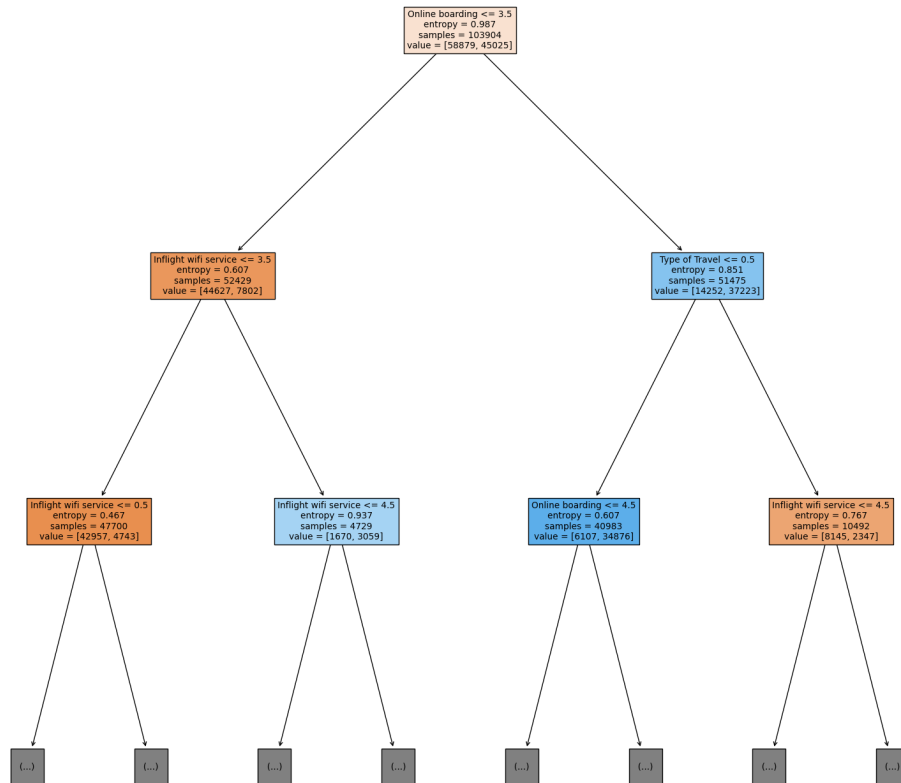 Online boarding <= 3.5
entropy = 0.987
samples = 103904
value = [58879, 45025]
Inflight wifi service <= 3.5
entropy = 0.607
samples = 52429
value = [44627, 7802]
Type of Travel <= 0.5
entropy = 0.851
samples = 51475
value = [14252, 37223]
Inflight wifi service <= 0.5
entropy = 0.467
samples = 47700
value = [42957, 4743]
Inflight wifi service <= 4.5
entropy = 0.937
samples = 4729
value = [1670, 3059]
Online boarding <= 4.5
entropy = 0.607
samples = 40983
value = [6107, 34876]
Inflight wifi service <= 4.5
entropy = 0.767
samples = 10492
value = [8145, 2347]
(...)
(...)
(...)
(...)
(...)
(...)
(...)
(...)